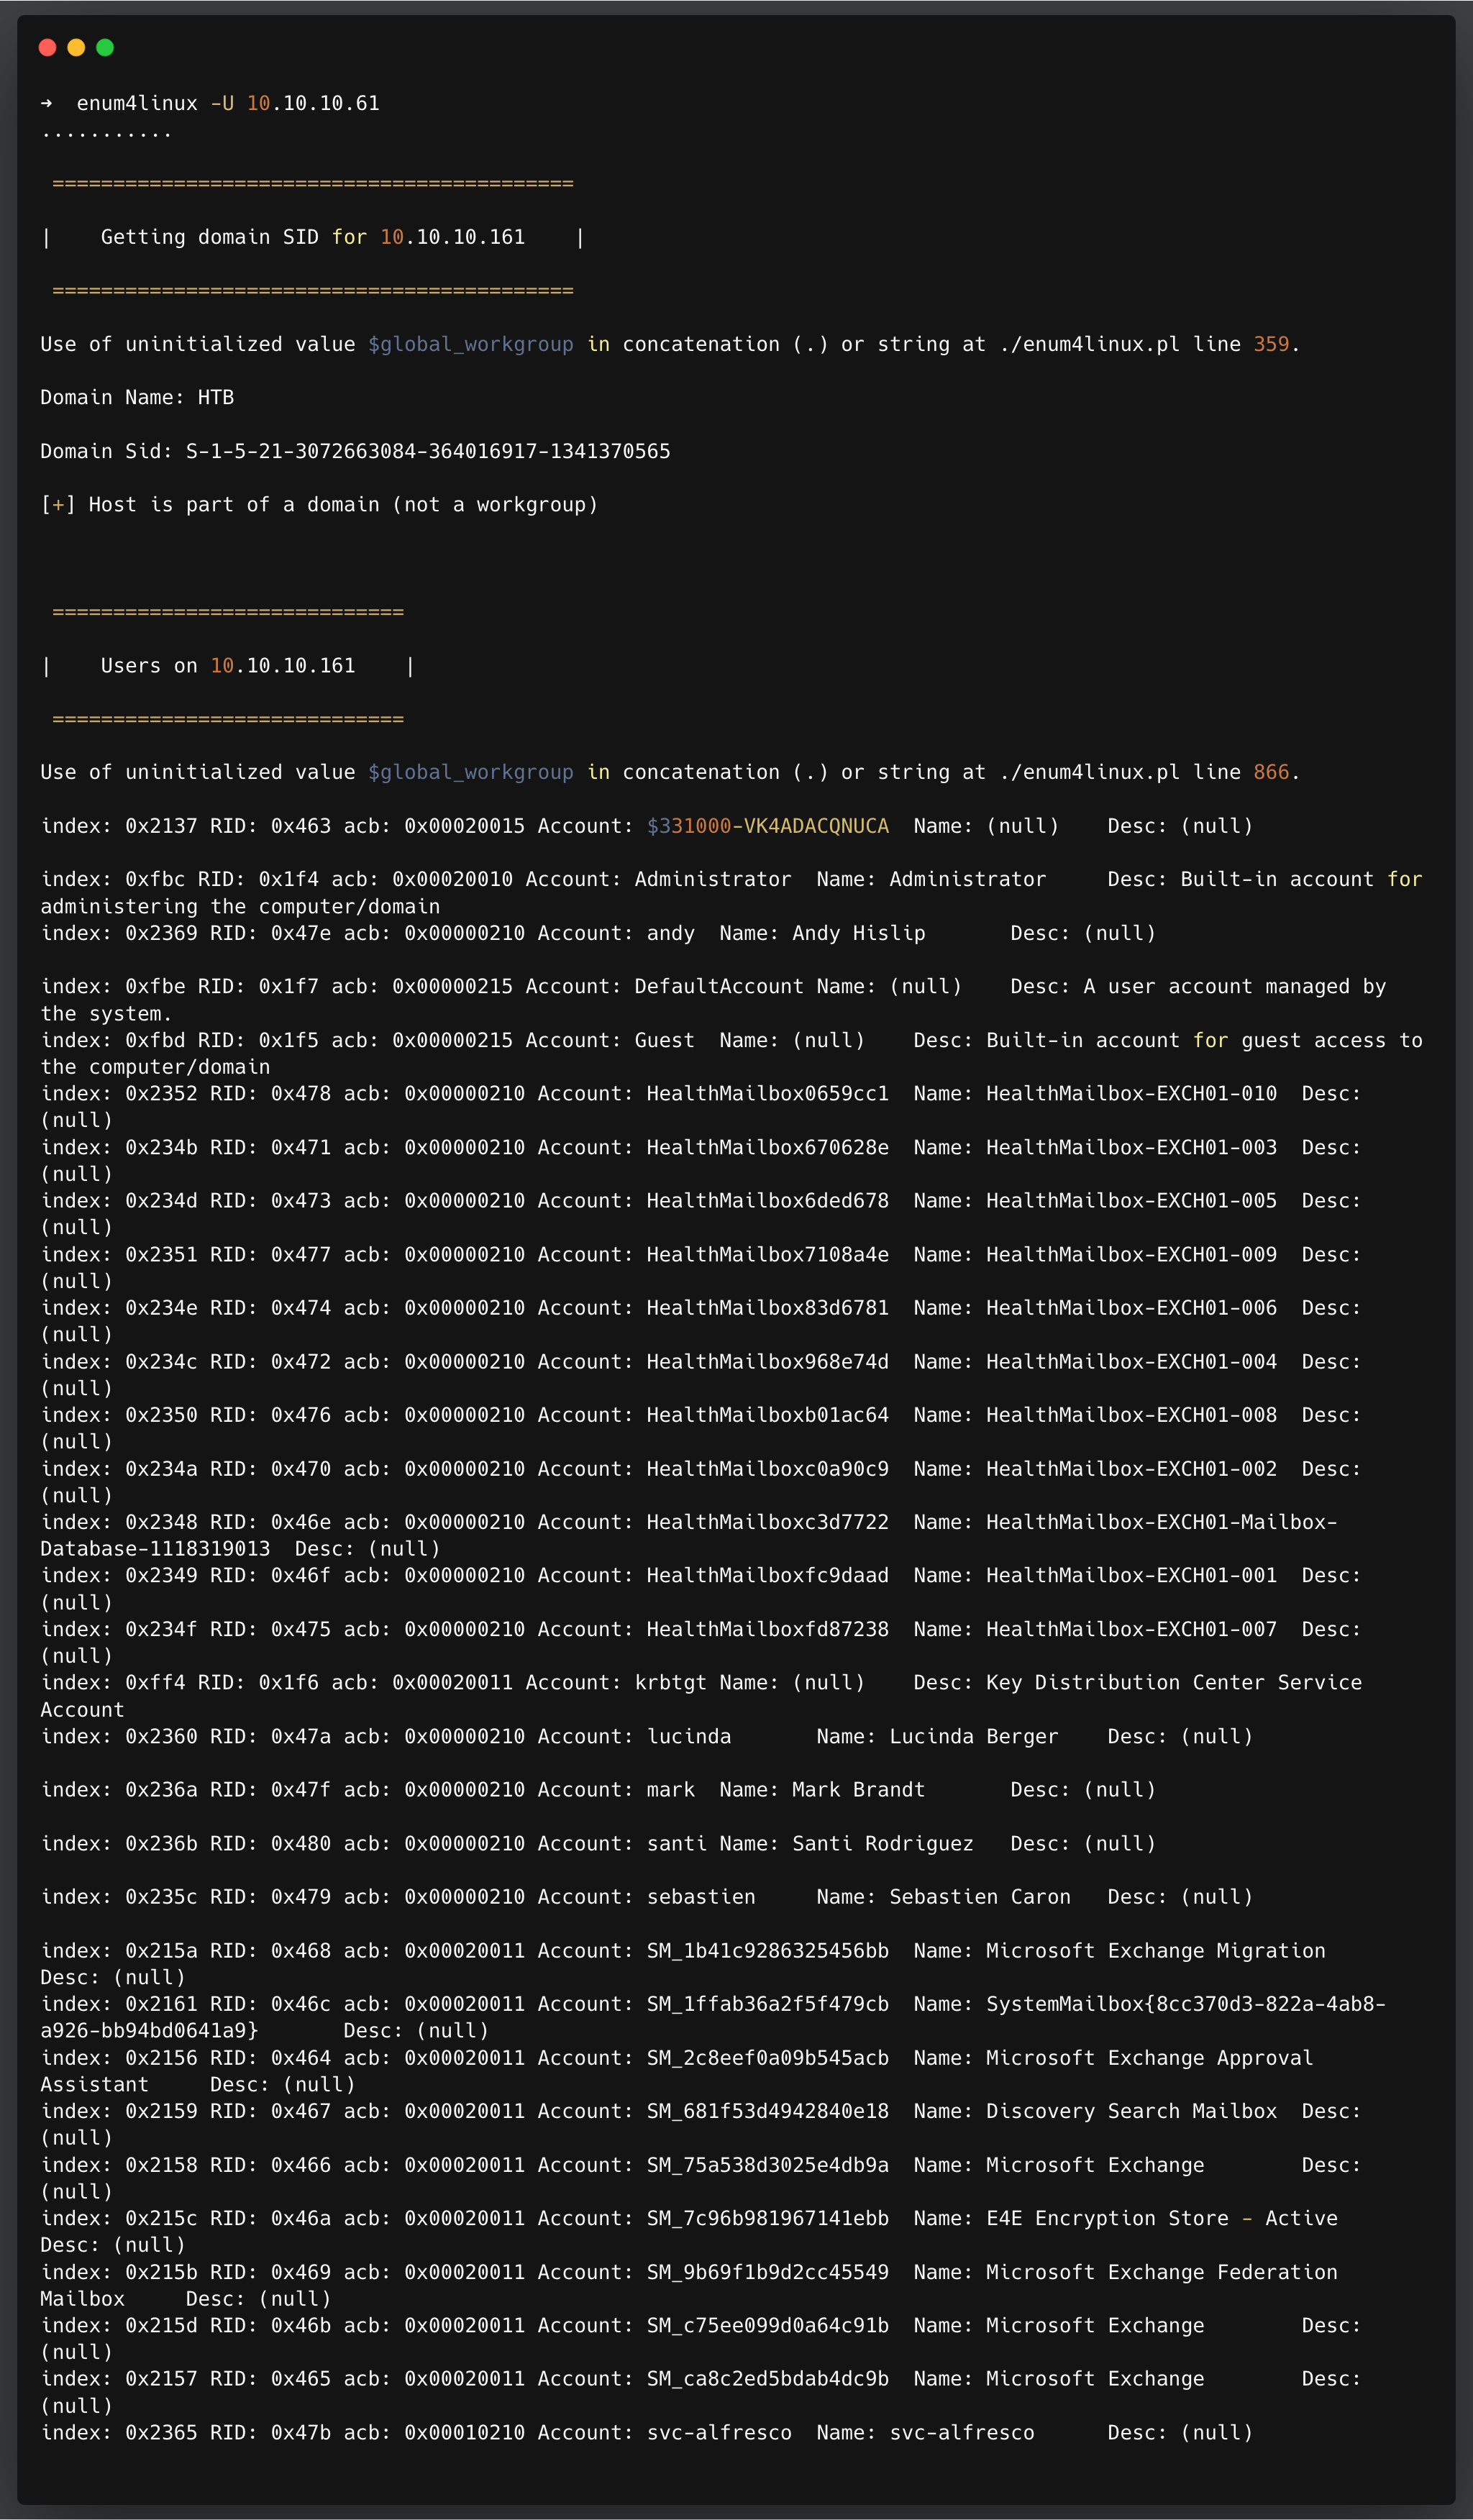 ➜  enum4linux -U 10.10.10.61
...........
 ===========================================
|    Getting domain SID for 10.10.10.161    |
 ===========================================
Use of uninitialized value $global_workgroup in concatenation (.) or string at ./enum4linux.pl line 359.
Domain Name: HTB
Domain Sid: S-1-5-21-3072663084-364016917-1341370565
[+] Host is part of a domain (not a workgroup)
 =============================
|    Users on 10.10.10.161    |
 =============================
Use of uninitialized value $global_workgroup in concatenation (.) or string at ./enum4linux.pl line 866.
index: 0x2137 RID: 0x463 acb: 0x00020015 Account: $331000-VK4ADACQNUCA  Name: (null)    Desc: (null)
index: 0xfbc RID: 0x1f4 acb: 0x00020010 Account: Administrator  Name: Administrator     Desc: Built-in account for
administering the computer/domain
index: 0x2369 RID: 0x47e acb: 0x00000210 Account: andy  Name: Andy Hislip       Desc: (null)
index: 0xfbe RID: 0x1f7 acb: 0x00000215 Account: DefaultAccount Name: (null)    Desc: A user account managed by
the system.
index: 0xfbd RID: 0x1f5 acb: 0x00000215 Account: Guest  Name: (null)    Desc: Built-in account for guest access to
the computer/domain
index: 0x2352 RID: 0x478 acb: 0x00000210 Account: HealthMailbox0659cc1  Name: HealthMailbox-EXCH01-010  Desc:
(null)
index: 0x234b RID: 0x471 acb: 0x00000210 Account: HealthMailbox670628e  Name: HealthMailbox-EXCH01-003  Desc:
(null)
index: 0x234d RID: 0x473 acb: 0x00000210 Account: HealthMailbox6ded678  Name: HealthMailbox-EXCH01-005  Desc:
(null)
index: 0x2351 RID: 0x477 acb: 0x00000210 Account: HealthMailbox7108a4e  Name: HealthMailbox-EXCH01-009  Desc:
(null)
index: 0x234e RID: 0x474 acb: 0x00000210 Account: HealthMailbox83d6781  Name: HealthMailbox-EXCH01-006  Desc:
(null)
index: 0x234c RID: 0x472 acb: 0x00000210 Account: HealthMailbox968e74d  Name: HealthMailbox-EXCH01-004  Desc:
(null)
index: 0x2350 RID: 0x476 acb: 0x00000210 Account: HealthMailboxb01ac64  Name: HealthMailbox-EXCH01-008  Desc:
(null)
index: 0x234a RID: 0x470 acb: 0x00000210 Account: HealthMailboxc0a90c9  Name: HealthMailbox-EXCH01-002  Desc:
(null)
index: 0x2348 RID: 0x46e acb: 0x00000210 Account: HealthMailboxc3d7722  Name: HealthMailbox-EXCH01-Mailbox-
Database-1118319013  Desc: (null)
index: 0x2349 RID: 0x46f acb: 0x00000210 Account: HealthMailboxfc9daad  Name: HealthMailbox-EXCH01-001  Desc:
(null)
index: 0x234f RID: 0x475 acb: 0x00000210 Account: HealthMailboxfd87238  Name: HealthMailbox-EXCH01-007  Desc:
(null)
index: 0xff4 RID: 0x1f6 acb: 0x00020011 Account: krbtgt Name: (null)    Desc: Key Distribution Center Service
Account
index: 0x2360 RID: 0x47a acb: 0x00000210 Account: lucinda       Name: Lucinda Berger    Desc: (null)
index: 0x236a RID: 0x47f acb: 0x00000210 Account: mark  Name: Mark Brandt       Desc: (null)
index: 0x236b RID: 0x480 acb: 0x00000210 Account: santi Name: Santi Rodriguez   Desc: (null)
index: 0x235c RID: 0x479 acb: 0x00000210 Account: sebastien     Name: Sebastien Caron   Desc: (null)
index: 0x215a RID: 0x468 acb: 0x00020011 Account: SM_1b41c9286325456bb  Name: Microsoft Exchange Migration
Desc: (null)
index: 0x2161 RID: 0x46c acb: 0x00020011 Account: SM_1ffab36a2f5f479cb  Name: SystemMailbox{8cc370d3-822a-4ab8-
a926-bb94bd0641a9}       Desc: (null)
index: 0x2156 RID: 0x464 acb: 0x00020011 Account: SM_2c8eef0a09b545acb  Name: Microsoft Exchange Approval
Assistant     Desc: (null)
index: 0x2159 RID: 0x467 acb: 0x00020011 Account: SM_681f53d4942840e18  Name: Discovery Search Mailbox  Desc:
(null)
index: 0x2158 RID: 0x466 acb: 0x00020011 Account: SM_75a538d3025e4db9a  Name: Microsoft Exchange        Desc:
(null)
index: 0x215c RID: 0x46a acb: 0x00020011 Account: SM_7c96b981967141ebb  Name: E4E Encryption Store - Active
Desc: (null)
index: 0x215b RID: 0x469 acb: 0x00020011 Account: SM_9b69f1b9d2cc45549  Name: Microsoft Exchange Federation
Mailbox     Desc: (null)
index: 0x215d RID: 0x46b acb: 0x00020011 Account: SM_c75ee099d0a64c91b  Name: Microsoft Exchange        Desc:
(null)
index: 0x2157 RID: 0x465 acb: 0x00020011 Account: SM_ca8c2ed5bdab4dc9b  Name: Microsoft Exchange        Desc:
(null)
index: 0x2365 RID: 0x47b acb: 0x00010210 Account: svc-alfresco  Name: svc-alfresco      Desc: (null)